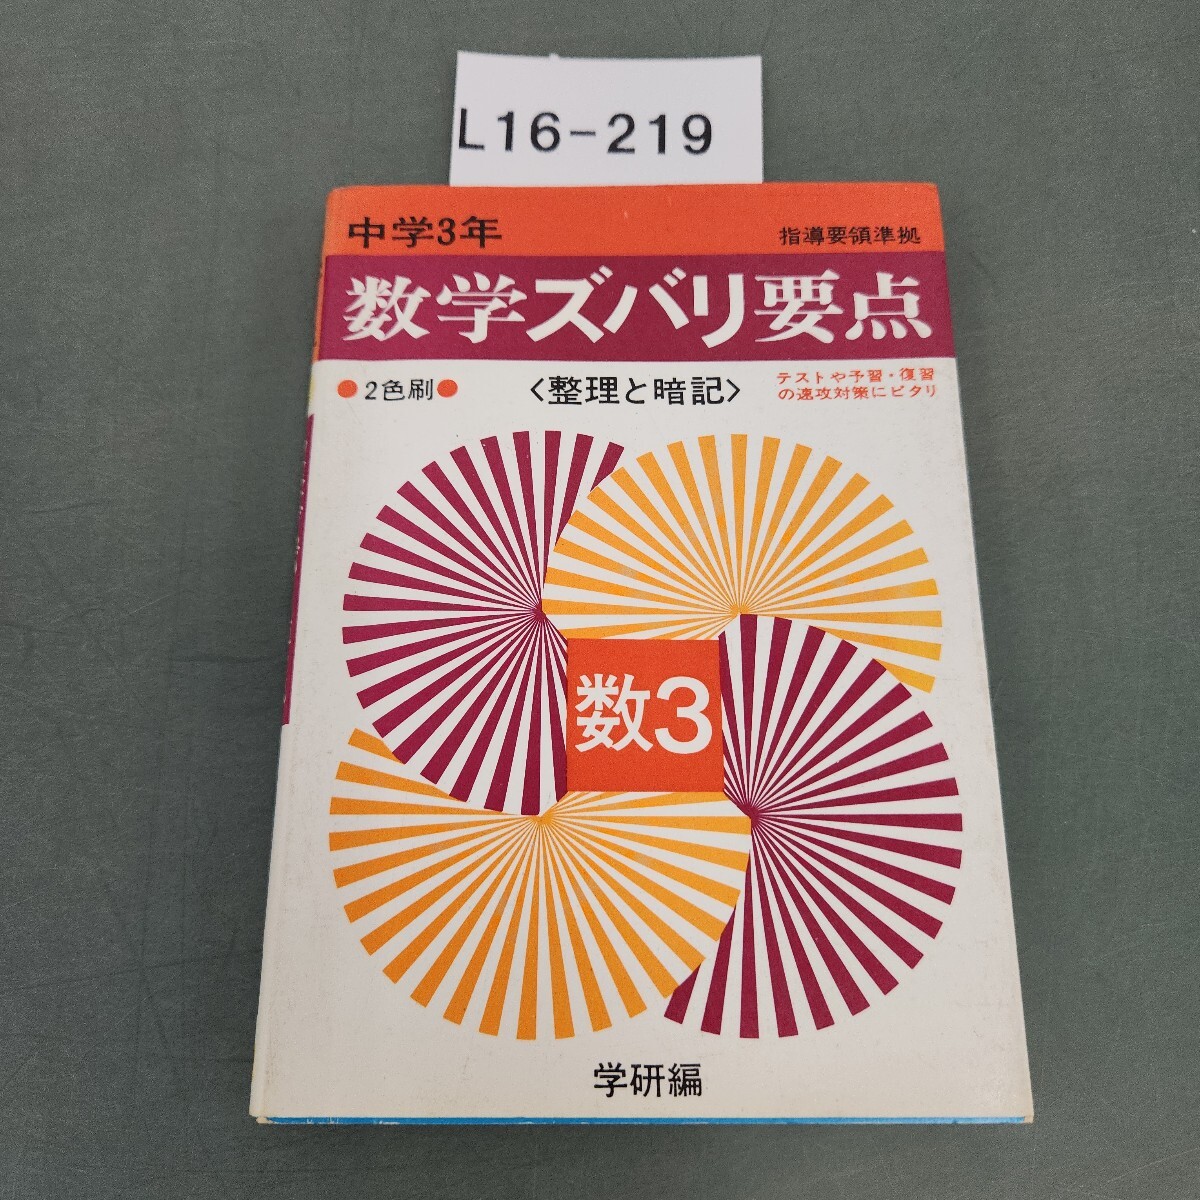 L16-219
中学3年
指導要領準拠
数学ズバリ要点
●2色刷●
〈整理と暗記〉
テストや予習・復習
の速攻対策にピタリ
数3
学研編